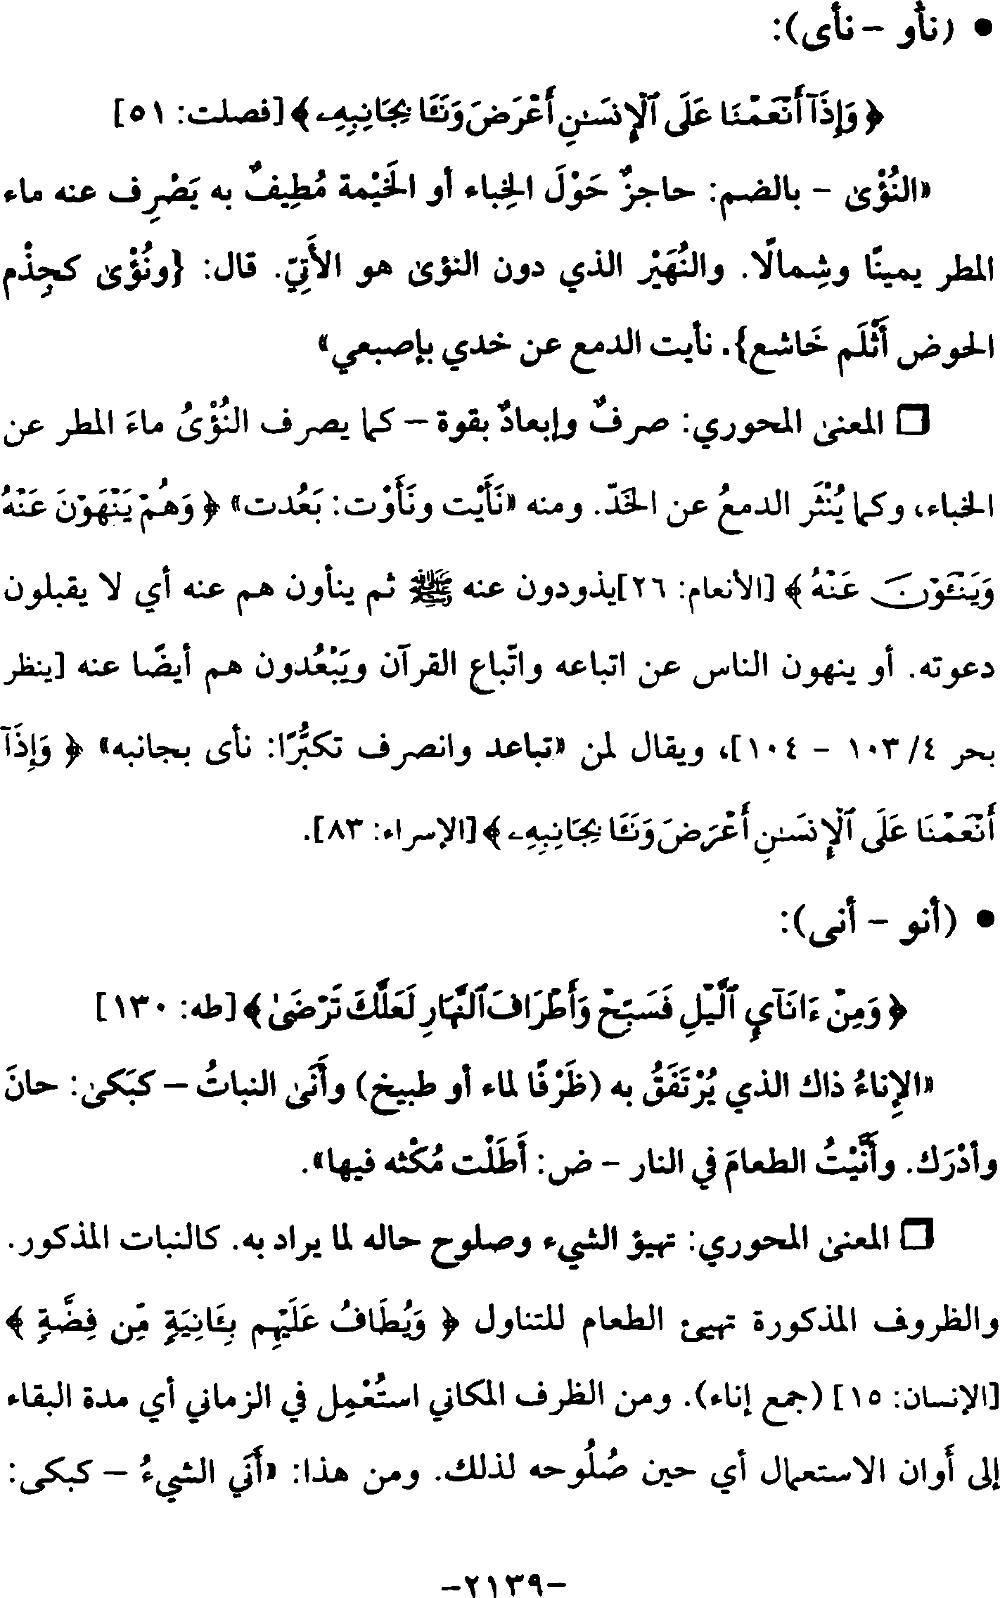 • (نأو – نأى):
﴿ وَإِذَآ أَنْعَمْنَا عَلَى ٱلْإِنسَـٰنِ أَعْرَضَ وَنَـَٔا بِجَانِبِهِۦ ﴾ [فصلت: ٥١]
«النُّؤْىٰ – بالضم: حاجزٌ حَوْلَ الخِباء أو الخَيْمة مُطِيفٌ به يَصْرِف عنه ماء
المطر يمينًا وشِمالًا. والنُهَيْر الذي دون النؤىٰ هو الأَتِيّ. قال: {ونُؤْىٰ كجِذْم
الحوض أَثْلَم خَاشع}. نأيت الدمع عن خدي بإصبعي»
❒ المعنىٰ المحوري: صرفٌ وإبعادٌ بقوة – كما يصرف النُؤْىُ ماءَ المطر عن
الخباء، وكما يُنْثَر الدمعُ عن الخَدّ. ومنه «نَأَيْت ونَأَوْت: بَعُدت» ﴿ وَهُمْ يَنْهَوْنَ عَنْهُ
وَيَنْـَٔوْنَ عَنْهُ ﴾ [الأنعام: ٢٦] يذودون عنه ﷺ ثم ينأون هم عنه أي لا يقبلون
دعوته. أو ينهون الناس عن اتباعه واتّباع القرآن ويَبْعُدون هم أيضًا عنه [ينظر
بحر ٤/ ١٠٣ – ١٠٤]، ويقال لمن «تباعد وانصرف تكبُّرًا: نأى بجانبه» ﴿ وَإِذَآ
أَنْعَمْنَا عَلَى ٱلْإِنسَـٰنِ أَعْرَضَ وَنَـَٔا بِجَانِبِهِۦ ﴾ [الإسراء: ٨٣].
• (أنو – أنى):
﴿ وَمِنْ ءَانَآيِ ٱلَّيْلِ فَسَبِّحْ وَأَطْرَافَ ٱلنَّهَارِ لَعَلَّكَ تَرْضَىٰ ﴾ [طه: ١٣٠]
«الإِناءُ ذاك الذي يُرْتَفَقُ به (ظَرْفًا لماء أو طبيخ) وأَنَىٰ النباتُ – كبَكىٰ: حانَ
وأدْرَك. وأَنَّيْتُ الطعامَ في النار – ض: أَطَلْت مُكْثه فيها».
❒ المعنىٰ المحوري: تهيؤ الشيء وصلوح حاله لما يراد به. كالنبات المذكور.
والظروف المذكورة تهيئ الطعام للتناول ﴿ وَيُطَافُ عَلَيْهِم بِـَٔانِيَةٍ مِّن فِضَّةٍ ﴾
[الإنسان: ١٥] (جمع إناء). ومن الظرف المكاني استُعْمِل في الزماني أي مدة البقاء
إلى أَوان الاستعمال أي حين صُلُوحه لذلك. ومن هذا: «أَنَى الشيءُ – كبكى:
-٢١٣٩-